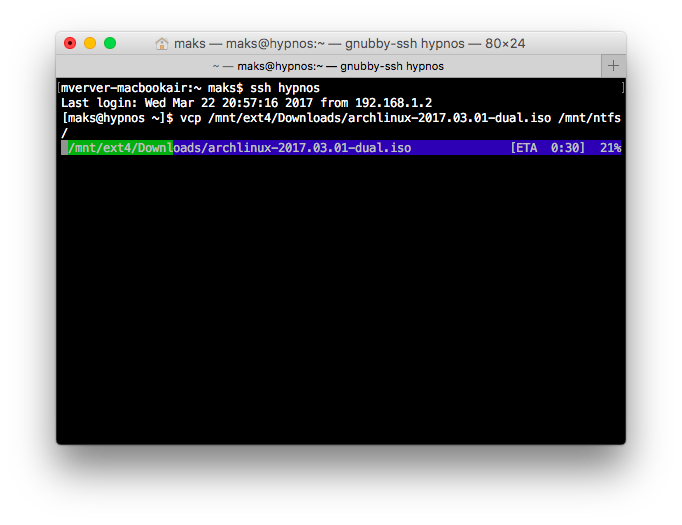 maks — maks@hypnos:~ — gnubby-ssh hypnos — 80×24
~ — maks@hypnos:~ — gnubby-ssh hypnos
[mverver-macbookair:~ maks$ ssh hypnos ]
Last login: Wed Mar 22 20:57:16 2017 from 192.168.1.2
[maks@hypnos ~]$ vcp /mnt/ext4/Downloads/archlinux-2017.03.01-dual.iso /mnt/ntfs
/
/mnt/ext4/Downloads/archlinux-2017.03.01-dual.iso [ETA 0:30] 21%